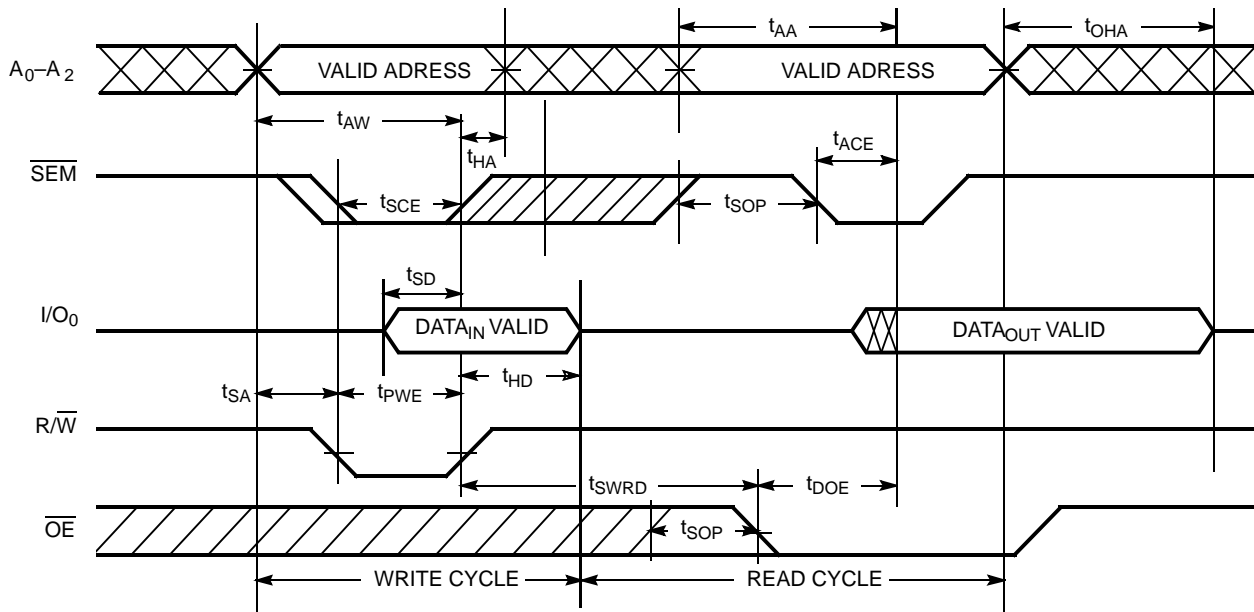 tAA
tOHA
A0–A2
VALID ADRESS
VALID ADRESS
tAW
tHA
tACE
SEM
tSCE
tSOP
tSD
I/O0
DATAIN VALID
DATAOUT VALID
tSA
tPWE
tHD
R/W
tSWRD
tDOE
OE
tSOP
WRITE CYCLE
READ CYCLE